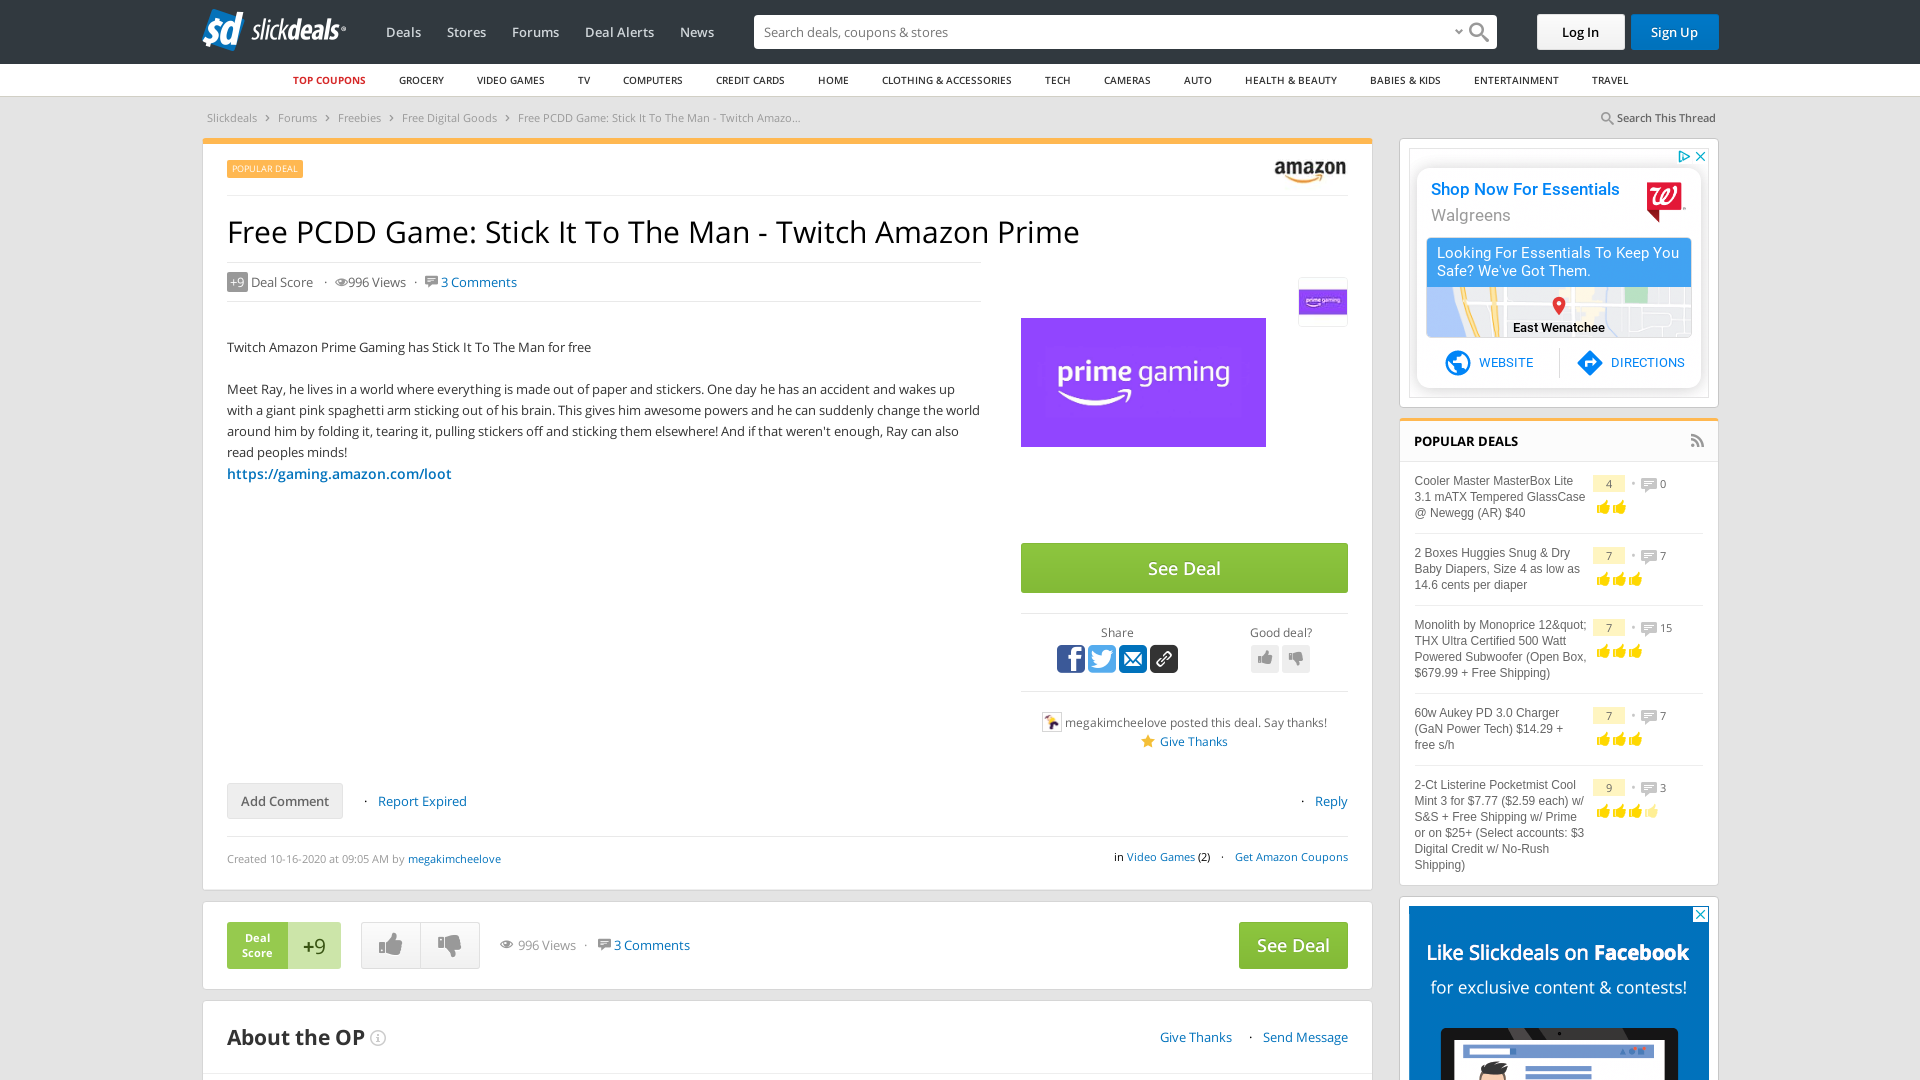 slickdeals
Deals
Stores
Forums
Deal Alerts
News
Search deals, coupons & stores
Log In
Sign Up
TOP COUPONS
GROCERY
VIDEO GAMES
TV
COMPUTERS
CREDIT CARDS
HOME
CLOTHING & ACCESSORIES
TECH
CAMERAS
AUTO
HEALTH & BEAUTY
BABIES & KIDS
ENTERTAINMENT
TRAVEL
Slickdeals > Forums > Freebies > Free Digital Goods > Free PCDD Game: Stick It To The Man - Twitch Amazo...
Search This Thread
POPULAR DEAL
amazon
Free PCDD Game: Stick It To The Man - Twitch Amazon Prime
+9 Deal Score · 996 Views · 3 Comments
Twitch Amazon Prime Gaming has Stick It To The Man for free
Meet Ray, he lives in a world where everything is made out of paper and stickers. One day he has an accident and wakes up
with a giant pink spaghetti arm sticking out of his brain. This gives him awesome powers and he can suddenly change the world
around him by folding it, tearing it, pulling stickers off and sticking them elsewhere! And if that weren't enough, Ray can also
read peoples minds!
https://gaming.amazon.com/loot
prime gaming
prime gaming
See Deal
Share
Good deal?
megakimcheelove posted this deal. Say thanks!
Give Thanks
Add Comment
· Report Expired
· Reply
Created 10-16-2020 at 09:05 AM by megakimcheelove
in Video Games (2) · Get Amazon Coupons
Deal
Score
+9
996 Views · 3 Comments
See Deal
About the OP
Give Thanks · Send Message
Shop Now For Essentials
Walgreens
Looking For Essentials To Keep You
Safe? We've Got Them.
East Wenatchee
WEBSITE
DIRECTIONS
POPULAR DEALS
Cooler Master MasterBox Lite
3.1 mATX Tempered GlassCase
@ Newegg (AR) $40
4 · 0
2 Boxes Huggies Snug & Dry
Baby Diapers, Size 4 as low as
14.6 cents per diaper
7 · 7
Monolith by Monoprice 12&quot;
THX Ultra Certified 500 Watt
Powered Subwoofer (Open Box,
$679.99 + Free Shipping)
7 · 15
60w Aukey PD 3.0 Charger
(GaN Power Tech) $14.29 +
free s/h
7 · 7
2-Ct Listerine Pocketmist Cool
Mint 3 for $7.77 ($2.59 each) w/
S&S + Free Shipping w/ Prime
or on $25+ (Select accounts: $3
Digital Credit w/ No-Rush
Shipping)
9 · 3
Like Slickdeals on Facebook
for exclusive content & contests!